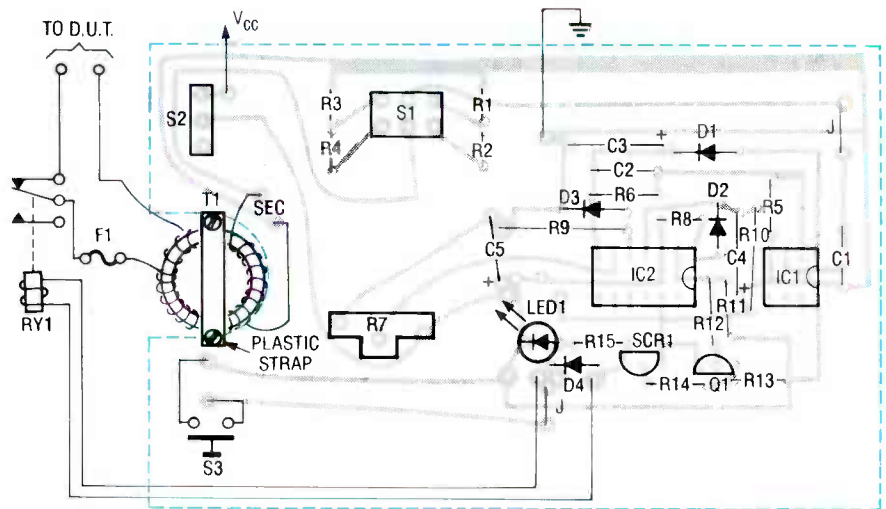 TO D.U.T.
VCC
S2
R3
R4
S1
R1
R2
C3
+
D1
J
C2
R6
D3
R9
D2
R8
R5
R10
C4
C1
C5
+
T1
SEC
F1
RY1
PLASTIC
STRAP
R7
IC2
IC1
R11
+
R12
LED1
R15
SCR1
D4
R14
Q1
R13
J
S3